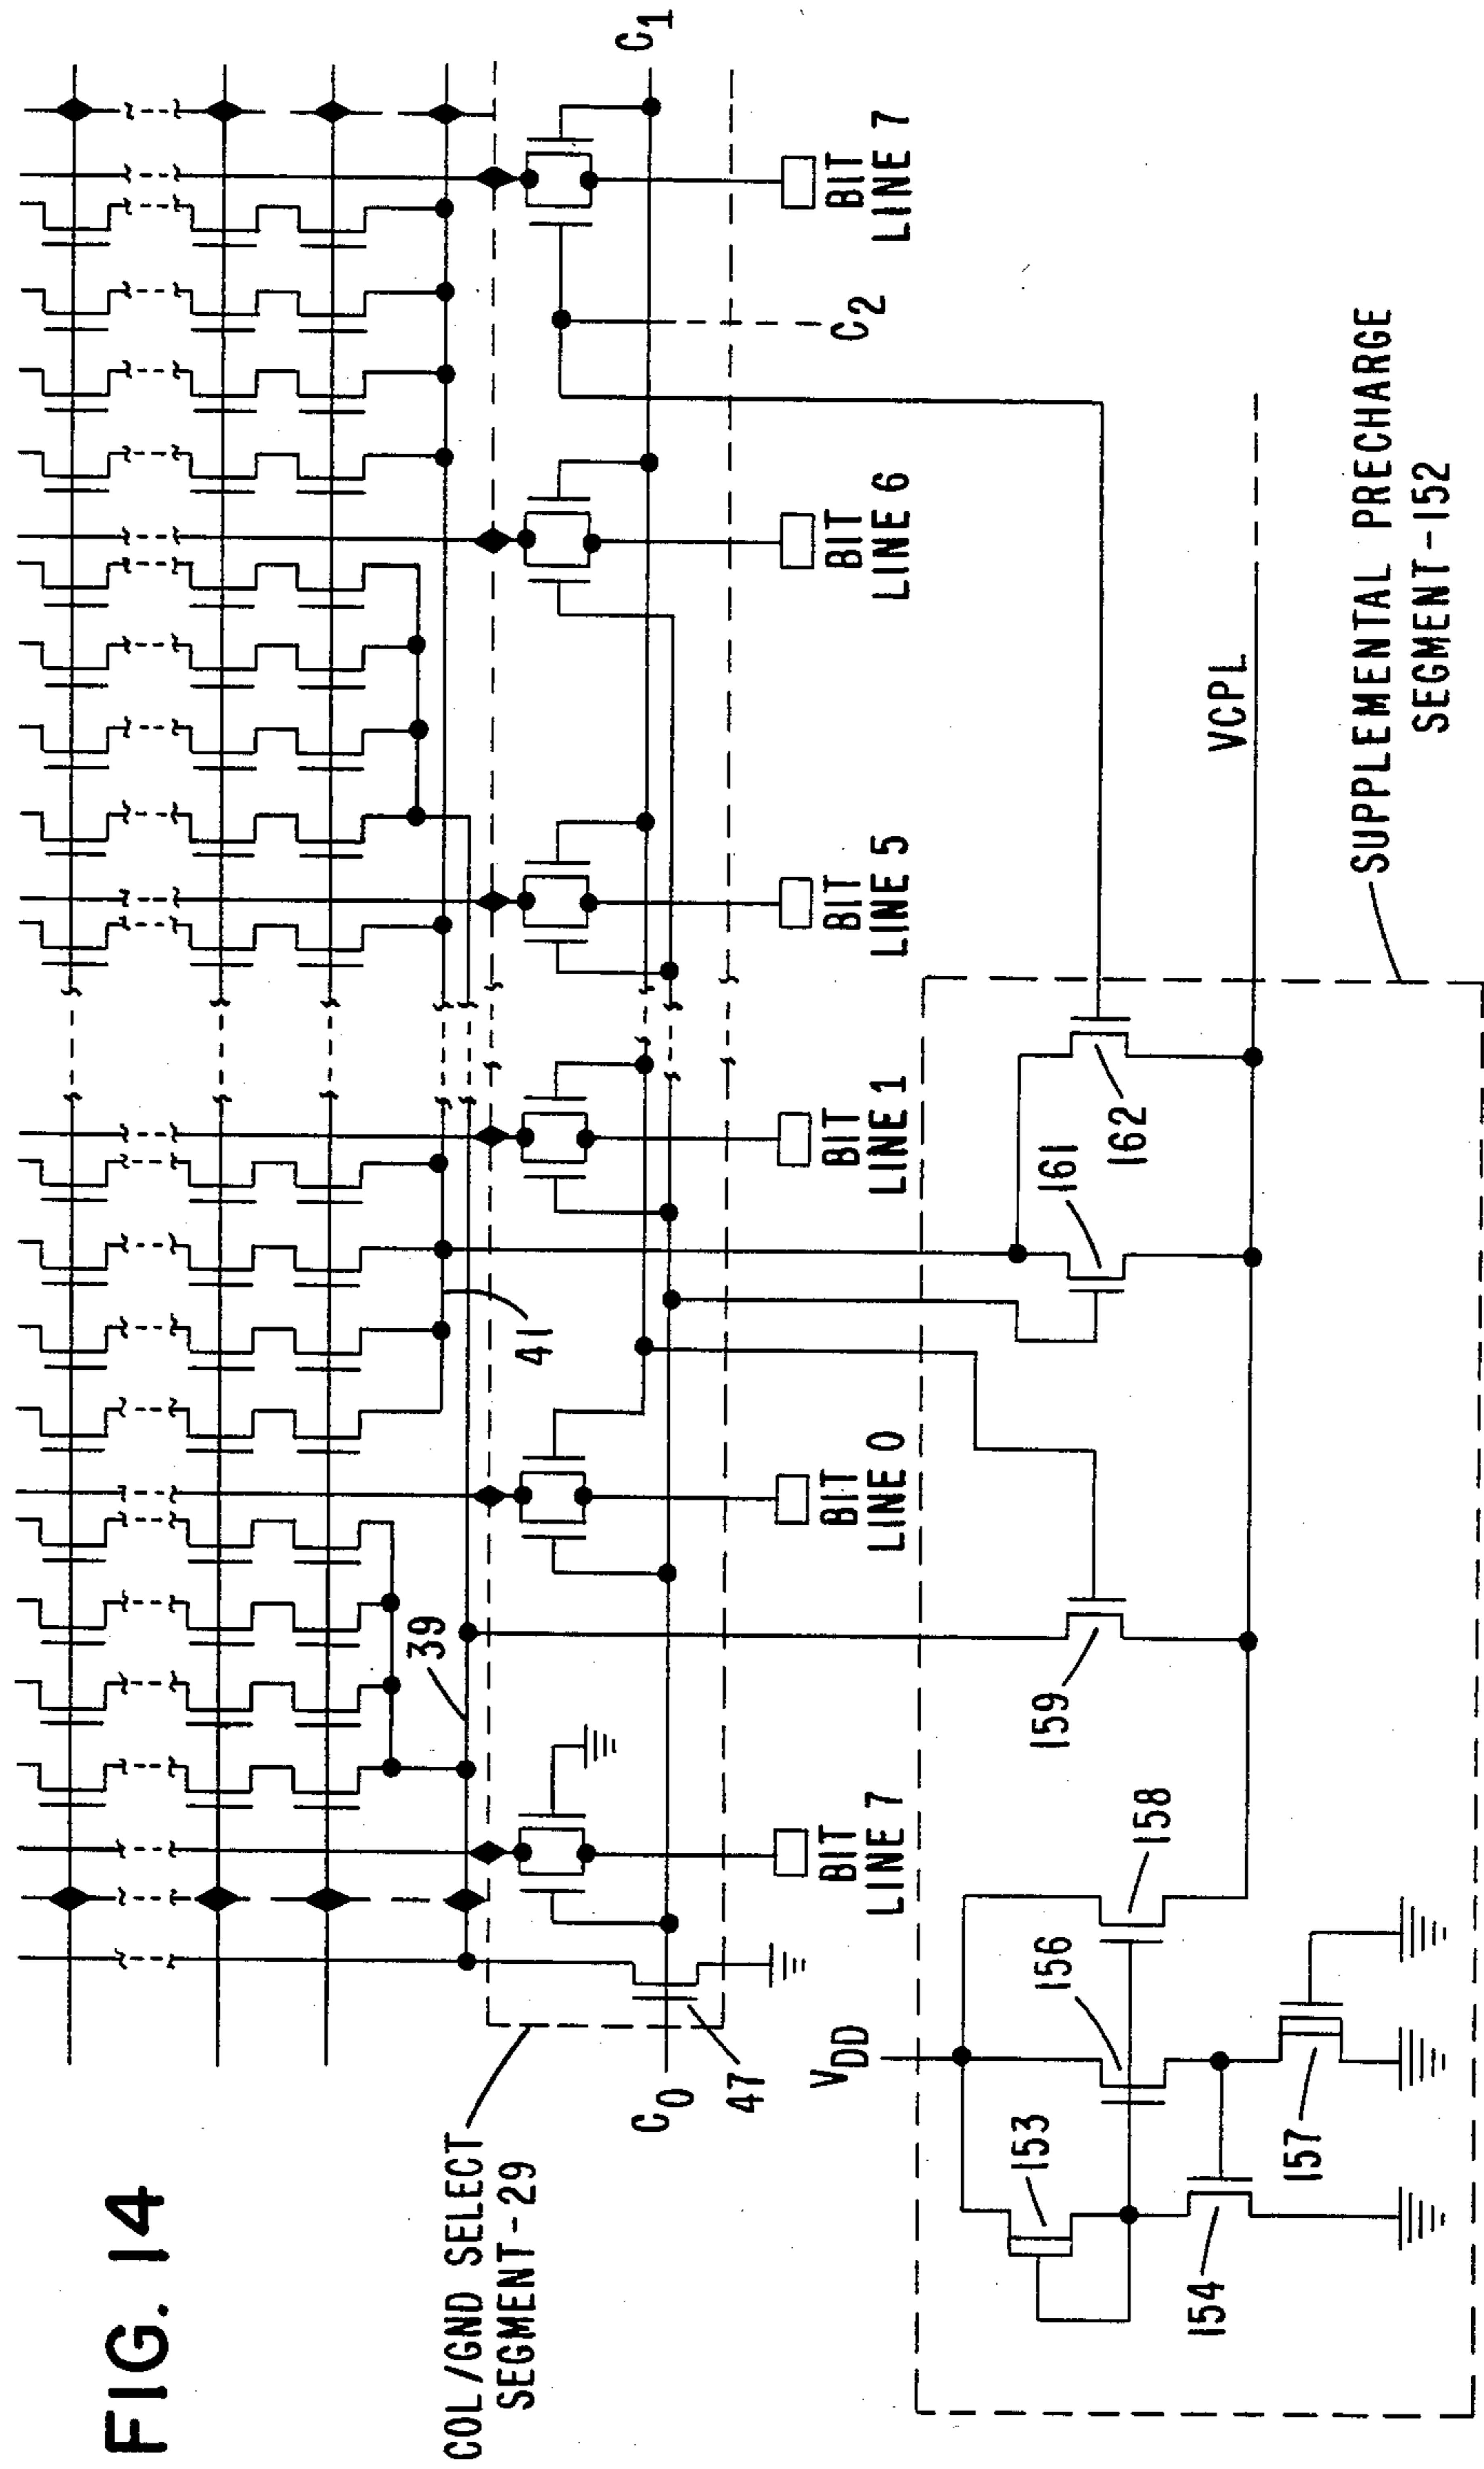 FIG. 14
COL/GND SELECT
SEGMENT-29
39
41
C0
47
C1
C2
BIT
LINE 7
BIT
LINE 0
BIT
LINE 1
BIT
LINE 5
BIT
LINE 6
BIT
LINE 7
VDD
153
154
156
157
158
159
161
162
VCPL
SUPPLEMENTAL PRECHARGE
SEGMENT-152